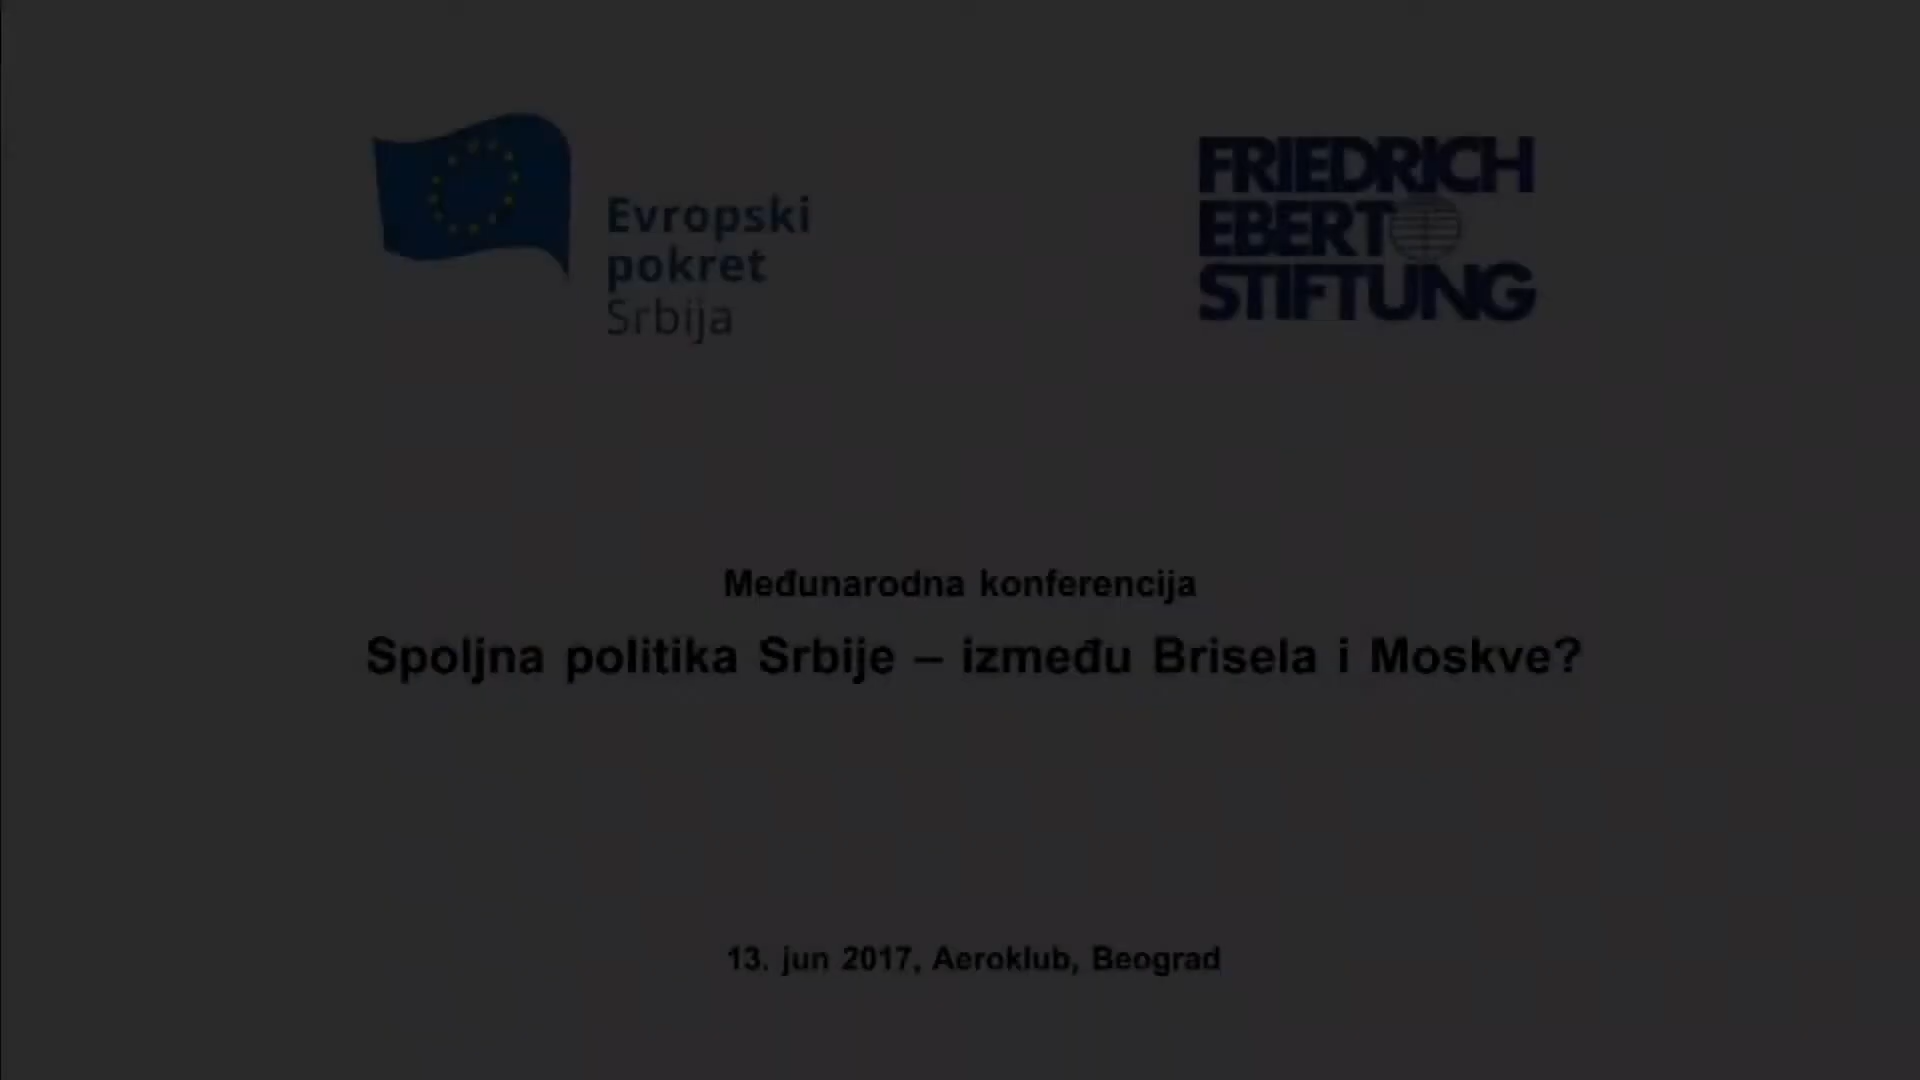 Evropski
pokret
Srbija
FRIEDRICH
EBERT
STIFTUNG
Međunarodna konferencija
Spoljna politika Srbije – između Brisela i Moskve?
13. jun 2017, Aeroklub, Beograd